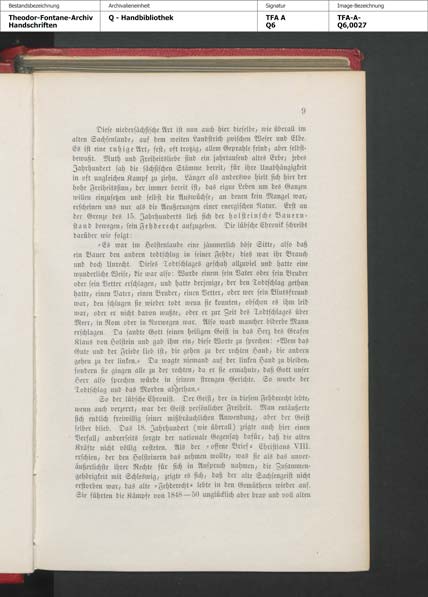 Bestandsbezeichnung
Archivalieneinheit
Signatur
Image-Bezeichnung
Theodor-Fontane-Archiv
Handschriften
Q - Handbibliothek
TFA A
Q6
TFA-A-
Q6,0027
9
Diese niedersächsische Art ist nun auch hier dieselbe, wie überall im
alten Sachsenlande, auf dem weiten Landstrich zwischen Weser und Elbe.
Es ist eine ruhige Art, fest, oft trotzig, allem Geprahle feind, aber selbst-
bewußt. Muth und Freiheitsliebe sind ein jahrtausend altes Erbe; jedes
Jahrhundert sah die sächsischen Stämme bereit, für ihre Unabhängigkeit
in oft ungleichen Kampf zu ziehn. Länger als anderswo hielt sich hier der
hohe Freiheitssinn, der immer bereit ist, das eigne Leben um des Ganzen
willen einzusetzen und selbst die Auswüchse, an denen kein Mangel war,
erscheinen uns nur als die Aeußerungen einer energischen Natur. Erst an
der Grenze des 15. Jahrhunderts ließ sich der holsteinsche Bauern-
stand bewegen, sein Fehderecht aufzugeben. Die lübische Chronik schreibt
darüber wie folgt:
»Es war im Holstenlande eine jämmerlich böse Sitte, also daß
ein Bauer den andern todtschlug in seiner Fehde; dies war ihr Brauch
und doch Unrecht. Dieses Todtschlages geschah allzuviel und hatte eine
wunderliche Weise, die war also: Wurde einem sein Vater oder sein Bruder
oder sein Vetter erschlagen, und hatte derjenige, der den Todtschlag gethan
hatte, einen Vater, einen Bruder, einen Vetter, oder wer sein Blutsfreund
war, den schlugen sie wieder todt wenn sie konnten, obschon es ihm leid
war, oder er nicht davon wußte, oder er zur Zeit des Todtschlages über
Meer, in Rom oder in Norwegen war. Also ward mancher biderbe Mann
erschlagen. Da sandte Gott seinen heiligen Geist in das Herz des Grafen
Klaus von Holstein und gab ihm ein, diese Worte zu sprechen: »Wem das
Gute und der Friede lieb ist, die gehen zu der rechten Hand, die andern
gehen zu der linken.« Da wagte niemand auf der linken Hand zu bleiben,
sondern sie gingen alle zu der rechten, da er sie ermahnte, daß Gott unser
Herr also sprechen würde in seinem strengen Gerichte. So wurde der
Todtschlag und das Morden abgethan.«
So der lübische Chronist. Der Geist, der in diesem Fehderecht lebte,
wenn auch verzerrt, war der Geist persönlicher Freiheit. Man entäußerte
sich endlich freiwillig seiner mißbräuchlichen Anwendung, aber der Geist
selber blieb. Das 18. Jahrhundert (wie überall) zeigte auch hier einen
Verfall; andrerseits sorgte der nationale Gegensatz dafür, daß die alten
Kräfte nicht völlig rosteten. Als der »offene Brief« Christians VIII.
erschien, der den Holsteinern das nehmen wollte, was sie als das unver-
äußerlichste ihrer Rechte für sich in Anspruch nahmen, die Zusammen-
gehörigkeit mit Schleswig, zeigte es sich, daß der alte Sachsengeist nicht
erstorben war, das alte »Fehderecht« lebte in den Gemüthern wieder auf.
Sie führten die Kämpfe von 1848—50 unglücklich aber brav und voll alten